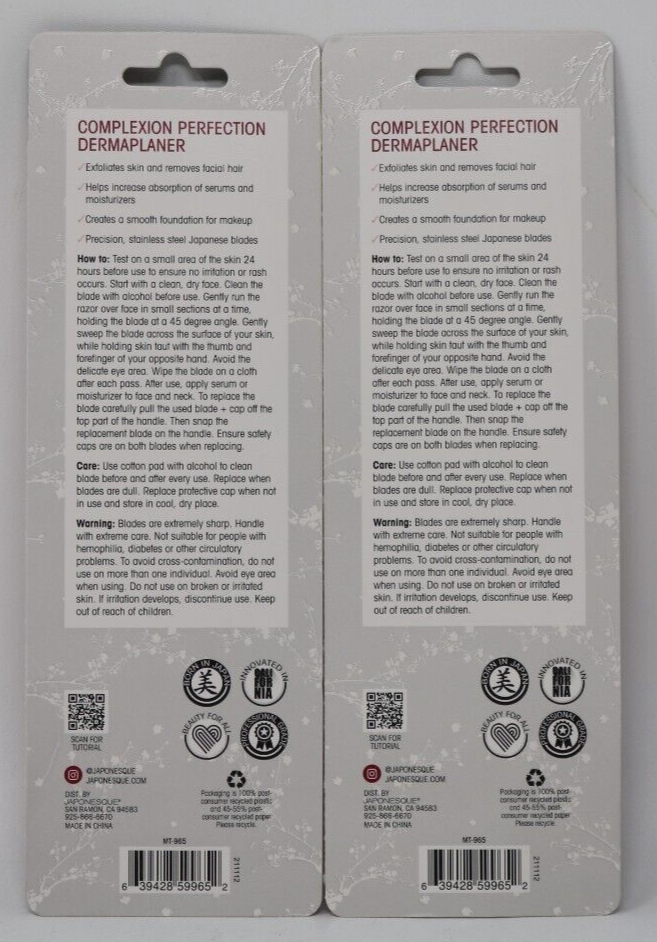 COMPLEXION PERFECTION
DERMAPLANER
✓Exfoliates skin and removes facial hair
✓Helps increase absorption of serums and
moisturizers
✓Creates a smooth foundation for makeup
✓Precision, stainless steel Japanese blades
How to: Test on a small area of the skin 24
hours before use to ensure no irritation or rash
occurs. Start with a clean, dry face. Clean the
blade with alcohol before use. Gently run the
razor over face in small sections at a time,
holding the blade at a 45 degree angle. Gently
sweep the blade across the surface of your skin,
while holding skin taut with the thumb and
forefinger of your opposite hand. Avoid the
delicate eye area. Wipe the blade on a cloth
after each pass. After use, apply serum or
moisturizer to face and neck. To replace the
blade carefully pull the used blade + cap off the
top part of the handle. Then snap the
replacement blade on the handle. Ensure safety
caps are on both blades when replacing.
Care: Use cotton pad with alcohol to clean
blade before and after every use. Replace when
blades are dull. Replace protective cap when not
in use and store in cool, dry place.
Warning: Blades are extremely sharp. Handle
with extreme care. Not suitable for people with
hemophilia, diabetes or other circulatory
problems. To avoid cross-contamination, do not
use on more than one individual. Avoid eye area
when using. Do not use on broken or irritated
skin. If irritation develops, discontinue use. Keep
out of reach of children.
BORN IN JAPAN
美
INNOVATED IN
CALI
FOR
NIA
BEAUTY FOR ALL
PROFESSIONAL GRADE
SCAN FOR
TUTORIAL
@JAPONESQUE
JAPONESQUE.COM
DIST. BY
JAPONESQUE®
SAN RAMON, CA 94583
925-866-6670
MADE IN CHINA
Packaging is 100% post-
consumer recycled plastic
and 45-55% post-
consumer recycled paper
Please recycle.
MT-965
6 39428 59965 2
211112
COMPLEXION PERFECTION
DERMAPLANER
✓Exfoliates skin and removes facial hair
✓Helps increase absorption of serums and
moisturizers
✓Creates a smooth foundation for makeup
✓Precision, stainless steel Japanese blades
How to: Test on a small area of the skin 24
hours before use to ensure no irritation or rash
occurs. Start with a clean, dry face. Clean the
blade with alcohol before use. Gently run the
razor over face in small sections at a time,
holding the blade at a 45 degree angle. Gently
sweep the blade across the surface of your skin,
while holding skin taut with the thumb and
forefinger of your opposite hand. Avoid the
delicate eye area. Wipe the blade on a cloth
after each pass. After use, apply serum or
moisturizer to face and neck. To replace the
blade carefully pull the used blade + cap off the
top part of the handle. Then snap the
replacement blade on the handle. Ensure safety
caps are on both blades when replacing.
Care: Use cotton pad with alcohol to clean
blade before and after every use. Replace when
blades are dull. Replace protective cap when not
in use and store in cool, dry place.
Warning: Blades are extremely sharp. Handle
with extreme care. Not suitable for people with
hemophilia, diabetes or other circulatory
problems. To avoid cross-contamination, do not
use on more than one individual. Avoid eye area
when using. Do not use on broken or irritated
skin. If irritation develops, discontinue use. Keep
out of reach of children.
BORN IN JAPAN
美
INNOVATED IN
CALI
FOR
NIA
BEAUTY FOR ALL
PROFESSIONAL GRADE
SCAN FOR
TUTORIAL
@JAPONESQUE
JAPONESQUE.COM
DIST. BY
JAPONESQUE®
SAN RAMON, CA 94583
925-866-6670
MADE IN CHINA
Packaging is 100% post-
consumer recycled plastic
and 45-55% post-
consumer recycled paper
Please recycle.
MT-965
6 39428 59965 2
211112